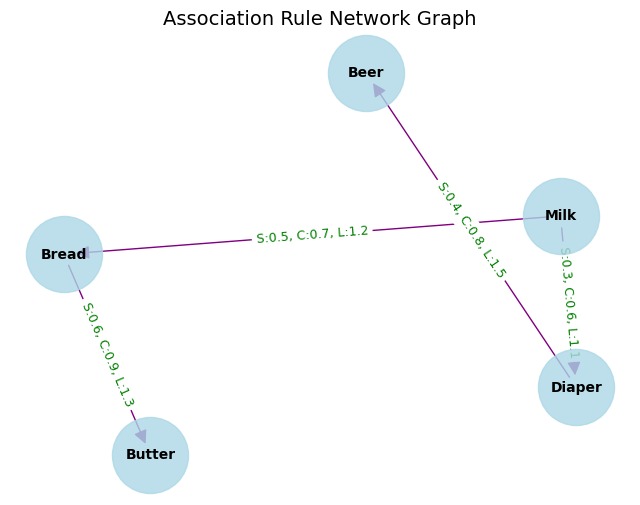 Association Rule Network Graph
Beer
Milk
S:0.4, C:0.8, L:1.5
S:0.5, C:0.7, L:1.2
Bread
S:0.3, C:0.6, L:1.1
S:0.6, C:0.9, L:1.3
Diaper
Butter